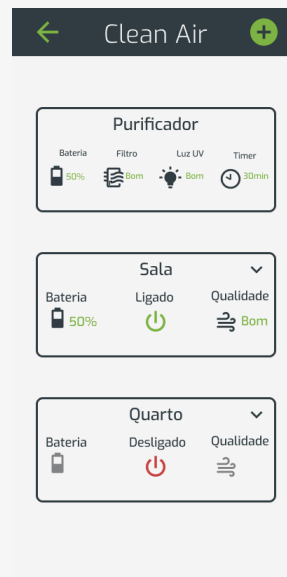 Clean Air
Purificador
Bateria Filtro Luz UV Timer
50% Bom Bom 30min
Sala
Bateria Ligado Qualidade
50% Bom
Quarto
Bateria Desligado Qualidade